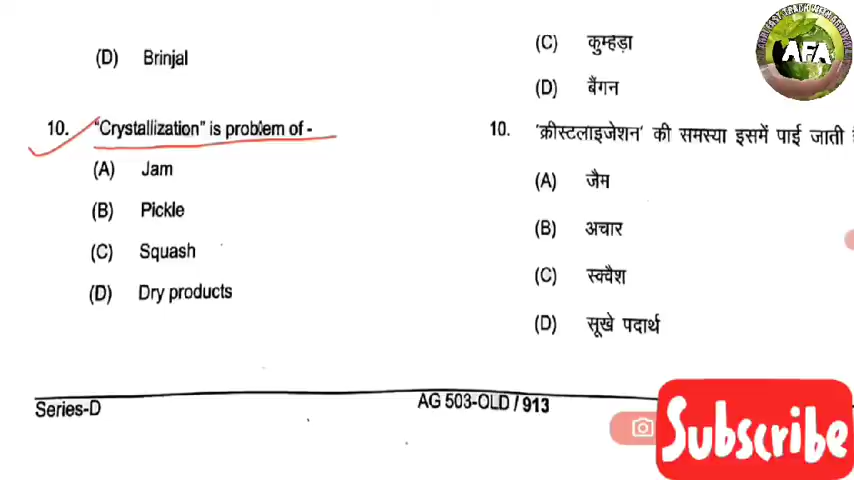 (D) Brinjal
10. "Crystallization" is problem of -
(A) Jam
(B) Pickle
(C) Squash
(D) Dry products
(C) कुम्हड़ा
(D) बैंगन
10. 'क्रीस्टलाइजेशन' की समस्या इसमें पाई जाती
(A) जैम
(B) अचार
(C) स्क्वैश
(D) सूखे पदार्थ
Series-D
AG 503-OLD / 913
AFA
Subscribe